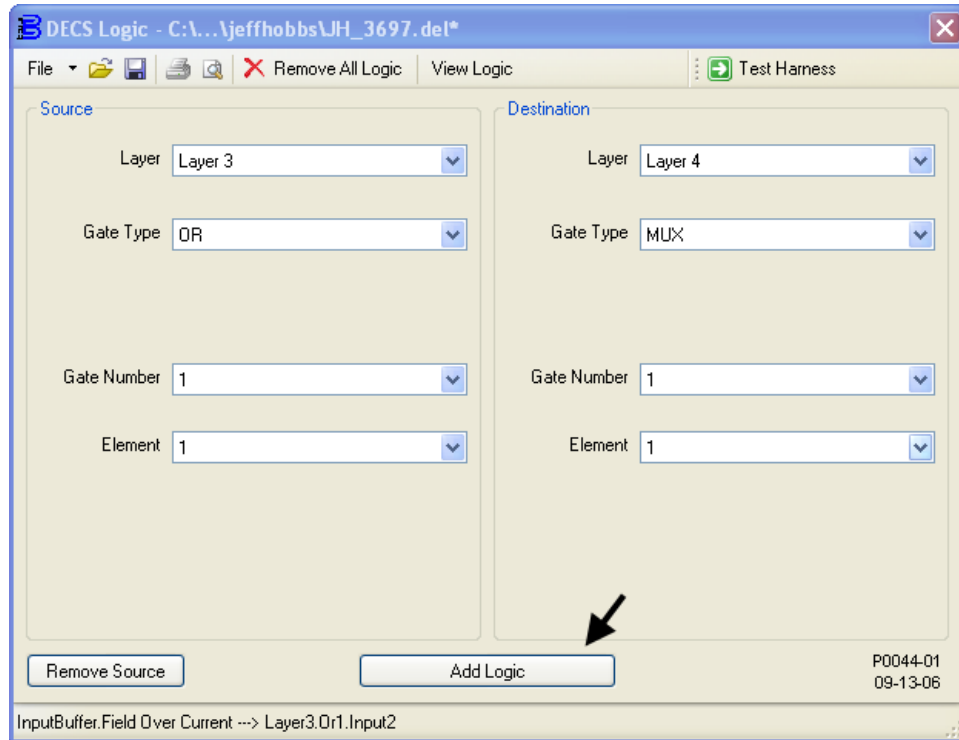 DECS Logic - C:\...\jeffhobbs\JH_3697.del*
File Remove All Logic View Logic Test Harness
Source Destination
Layer Layer 3 Layer Layer 4
Gate Type OR Gate Type MUX
Gate Number 1 Gate Number 1
Element 1 Element 1
Remove Source Add Logic P0044-01
09-13-06
InputBuffer.Field Over Current ---> Layer3.Or1.Input2